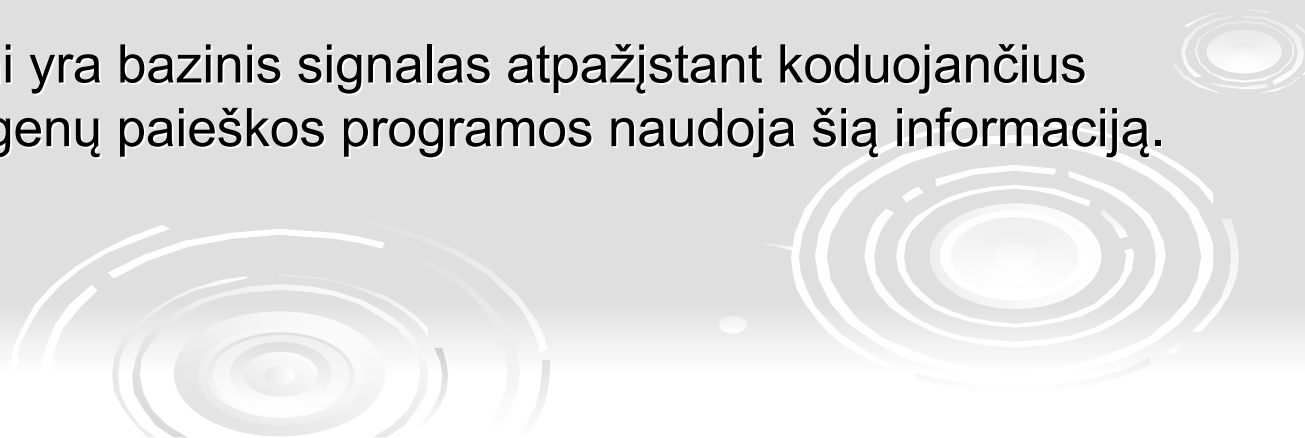 i yra bazinis signalas atpažįstant koduojančius
genų paieškos programos naudoja šią informaciją.